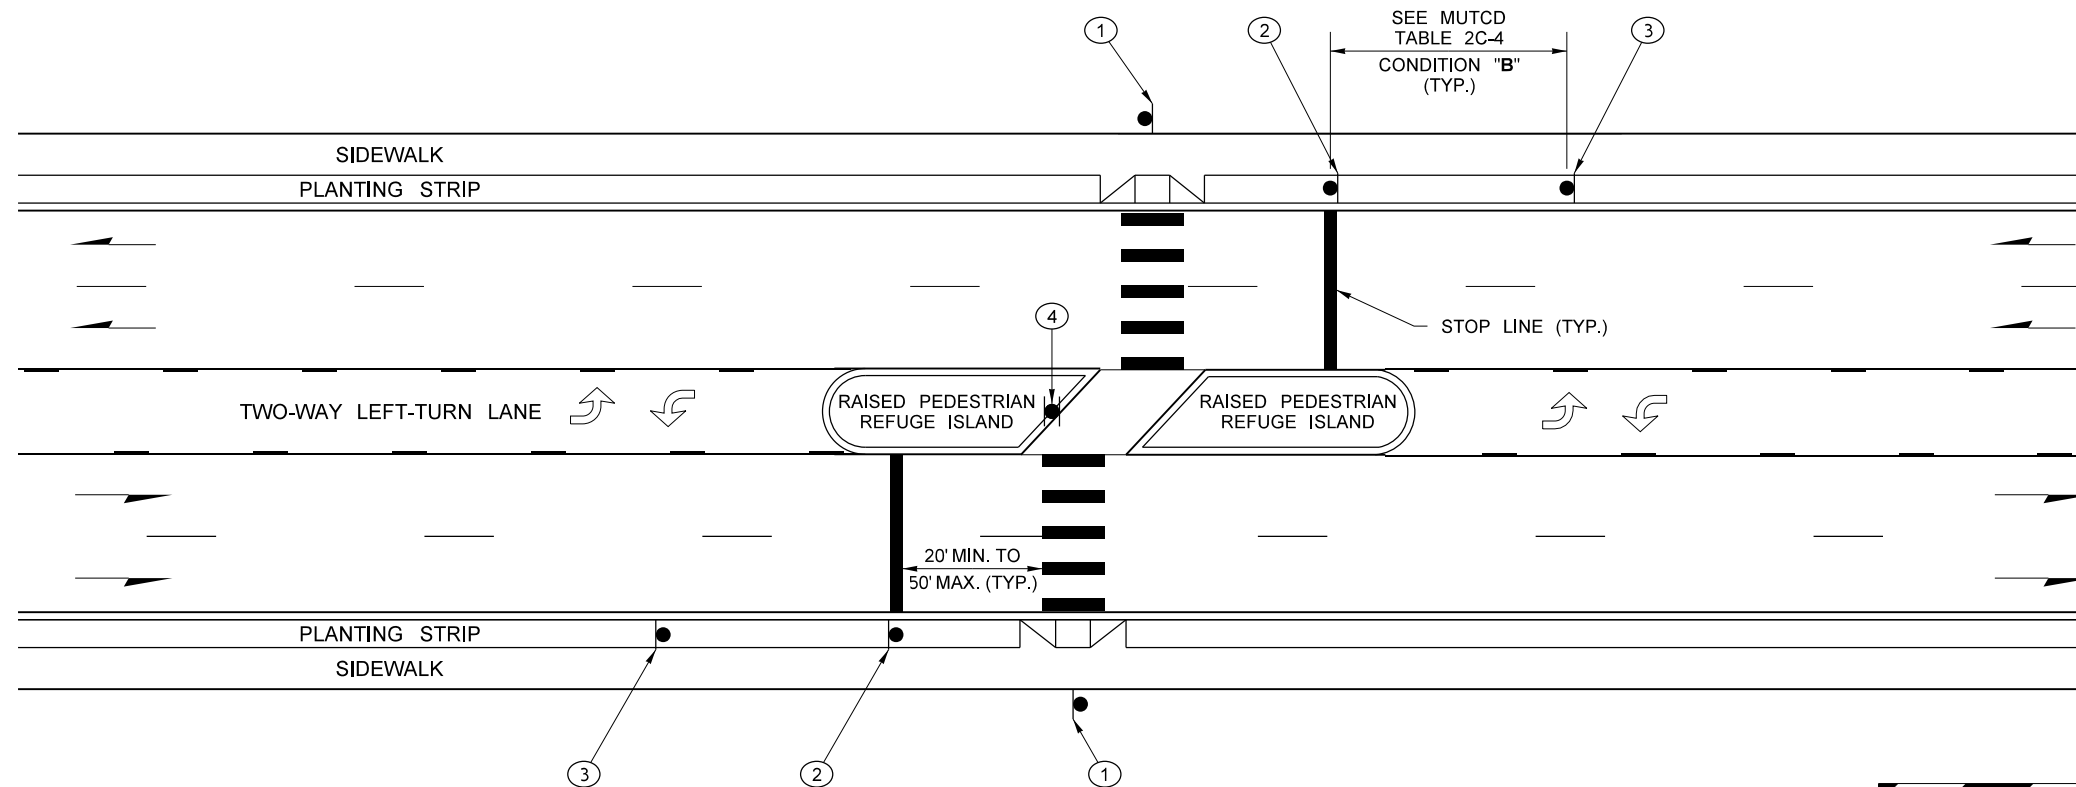 1
2
SEE MUTCD
TABLE 2C-4
CONDITION "B"
(TYP.)
3
SIDEWALK
PLANTING STRIP
4
STOP LINE (TYP.)
TWO-WAY LEFT-TURN LANE
RAISED PEDESTRIAN
REFUGE ISLAND
RAISED PEDESTRIAN
REFUGE ISLAND
20' MIN. TO
50' MAX. (TYP.)
PLANTING STRIP
SIDEWALK
3
2
1